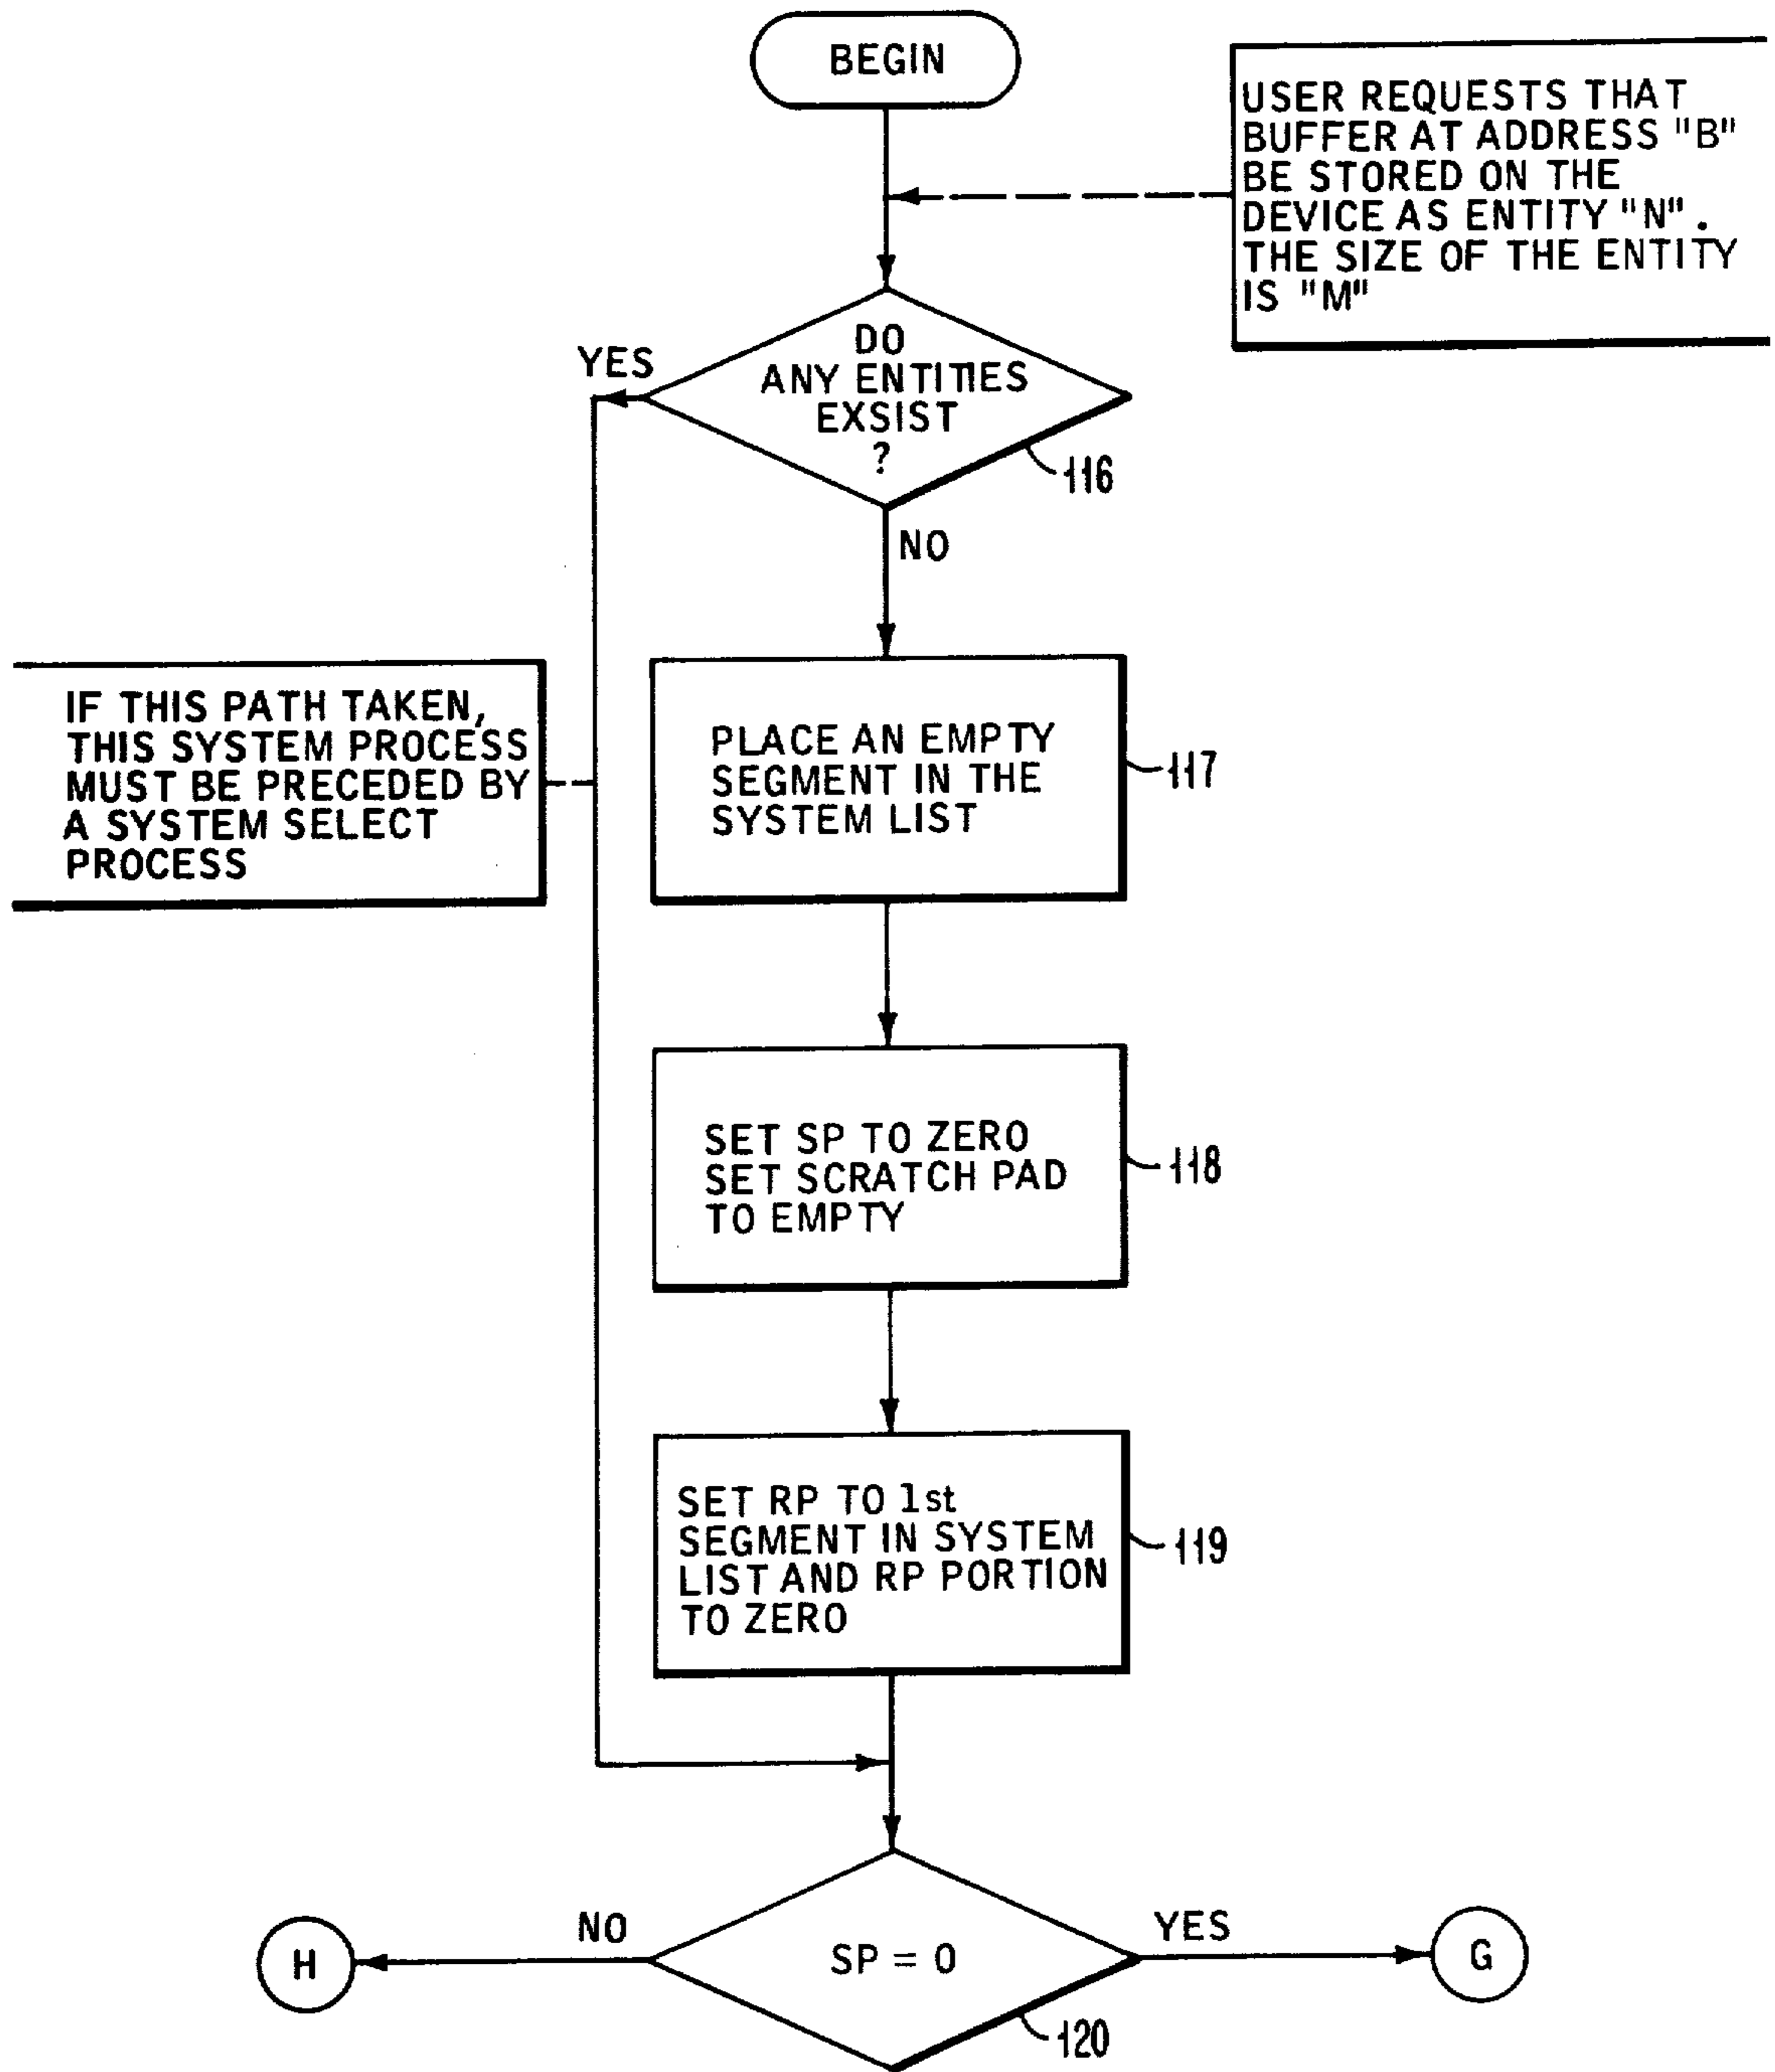 BEGIN
USER REQUESTS THAT
BUFFER AT ADDRESS "B"
BE STORED ON THE
DEVICE AS ENTITY "N".
THE SIZE OF THE ENTITY
IS "M"
DO
ANY ENTITIES
EXSIST
?
YES
116
NO
IF THIS PATH TAKEN,
THIS SYSTEM PROCESS
MUST BE PRECEDED BY
A SYSTEM SELECT
PROCESS
PLACE AN EMPTY
SEGMENT IN THE
SYSTEM LIST
117
SET SP TO ZERO
SET SCRATCH PAD
TO EMPTY
118
SET RP TO 1st
SEGMENT IN SYSTEM
LIST AND RP PORTION
TO ZERO
119
H
NO
SP = 0
YES
G
120